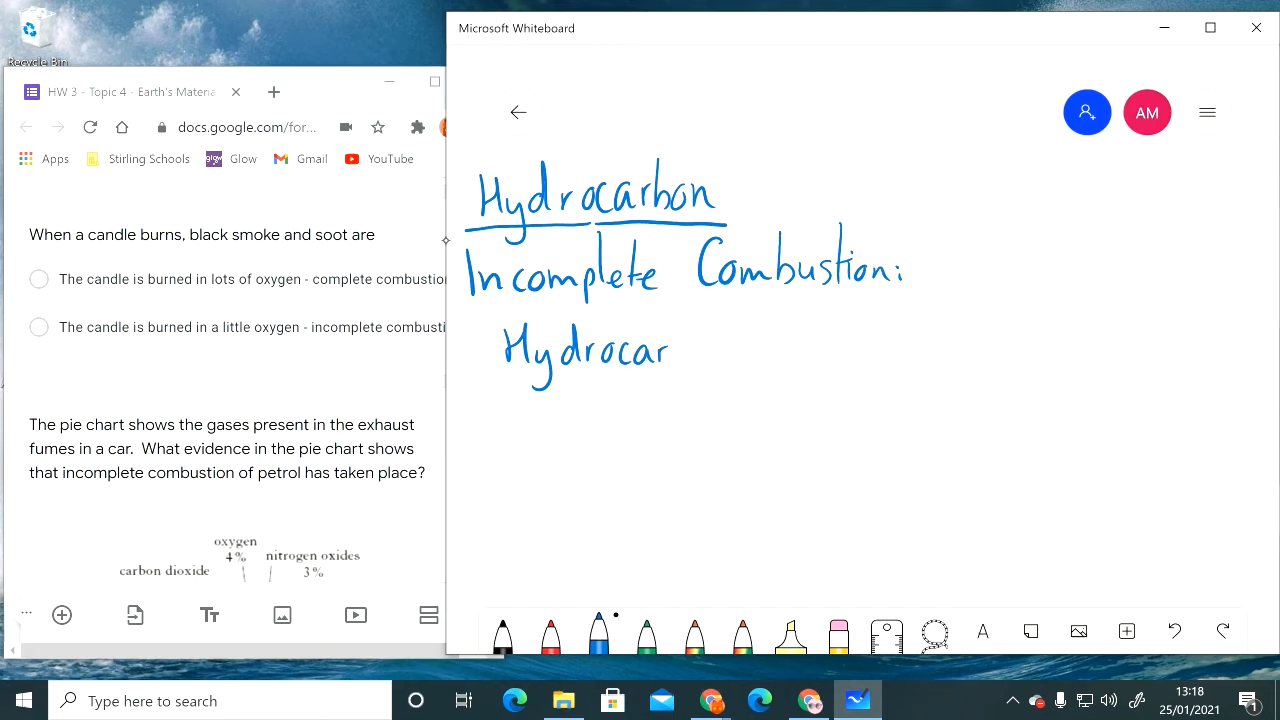 Recycle Bin
Microsoft Whiteboard
HW 3 - Topic 4 - Earth's Materia
docs.google.com/for...
AM
Apps
Stirling Schools
glow
Glow
Gmail
YouTube
Hydrocarbon
When a candle burns, black smoke and soot are
Incomplete Combustion:
The candle is burned in lots of oxygen - complete combustion
The candle is burned in a little oxygen - incomplete combusti
Hydrocar
The pie chart shows the gases present in the exhaust
fumes in a car. What evidence in the pie chart shows
that incomplete combustion of petrol has taken place?
oxygen
4%
nitrogen oxides
3%
carbon dioxide
Tт
A
Type here to search
13:18
25/01/2021
1